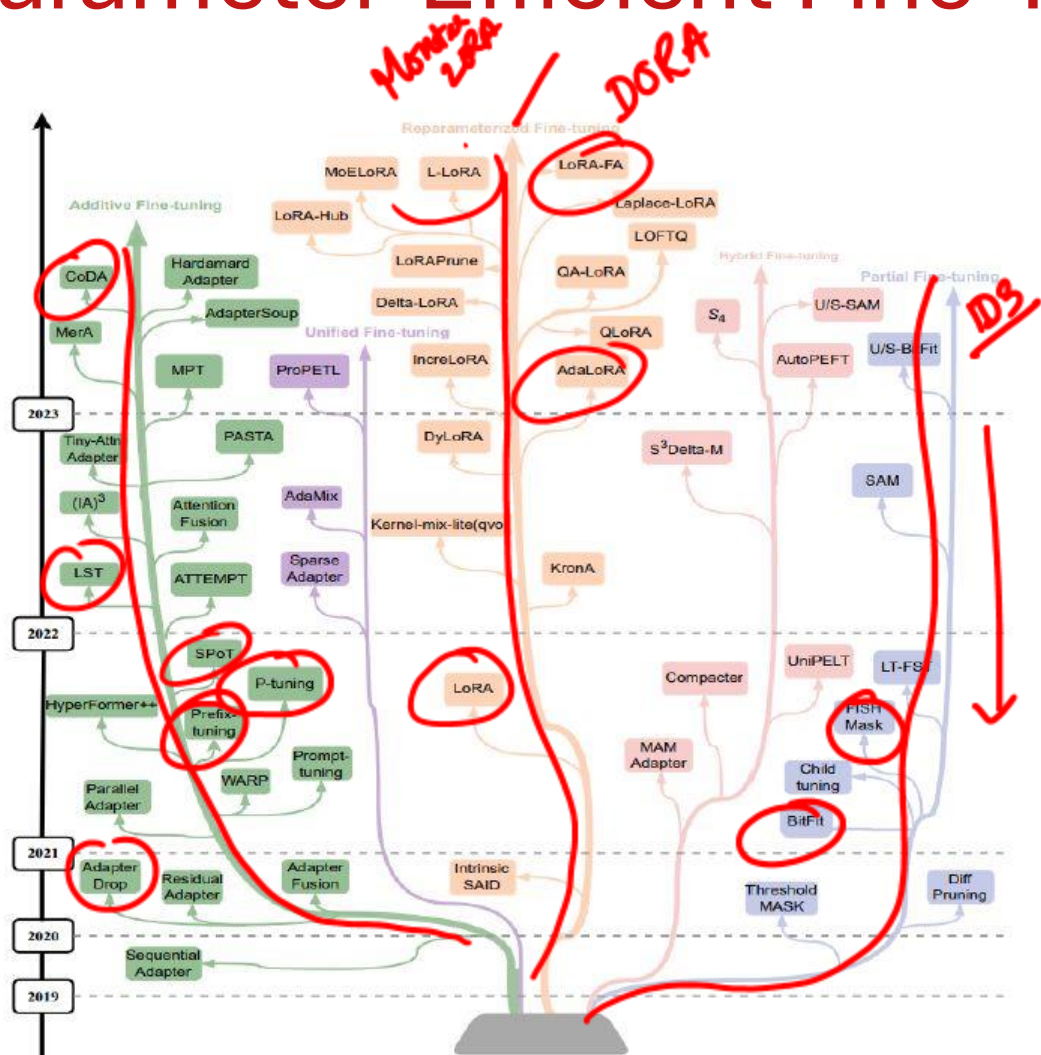 arameter Efficient Fine-T
LoRA
DORA
Reparameterized Fine-tuning
MoELoRA
L-LoRA
LoRA-FA
Additive Fine-tuning
LoRA-Hub
Laplace-LoRA
LOFTQ
LoRAPrune
QA-LoRA
Hybrid Fine-tuning
Partial Fine-tuning
CoDA
Hardamard
Adapter
Delta-LoRA
U/S-SAM
ID3
AdapterSoup
S4
MerA
Unified Fine-tuning
QLoRA
U/S-BitFit
MPT
ProPETL
IncreLoRA
AdaLoRA
AutoPEFT
2023
Tiny-Attn
Adapter
PASTA
DyLoRA
S³Delta-M
SAM
(IA)³
Attention
Fusion
AdaMix
Kernel-mix-lite(qvo
LST
ATTEMPT
Sparse
Adapter
KronA
2022
SPoT
P-tuning
LoRA
Compacter
UniPELT
LT-FST
HyperFormer++
Prefix-
tuning
FISH
Mask
WARP
Prompt-
tuning
MAM
Adapter
Child
tuning
Parallel
Adapter
BitFit
2021
Adapter
Drop
Residual
Adapter
Adapter
Fusion
Intrinsic
SAID
Threshold
MASK
Diff
Pruning
2020
Sequential
Adapter
2019